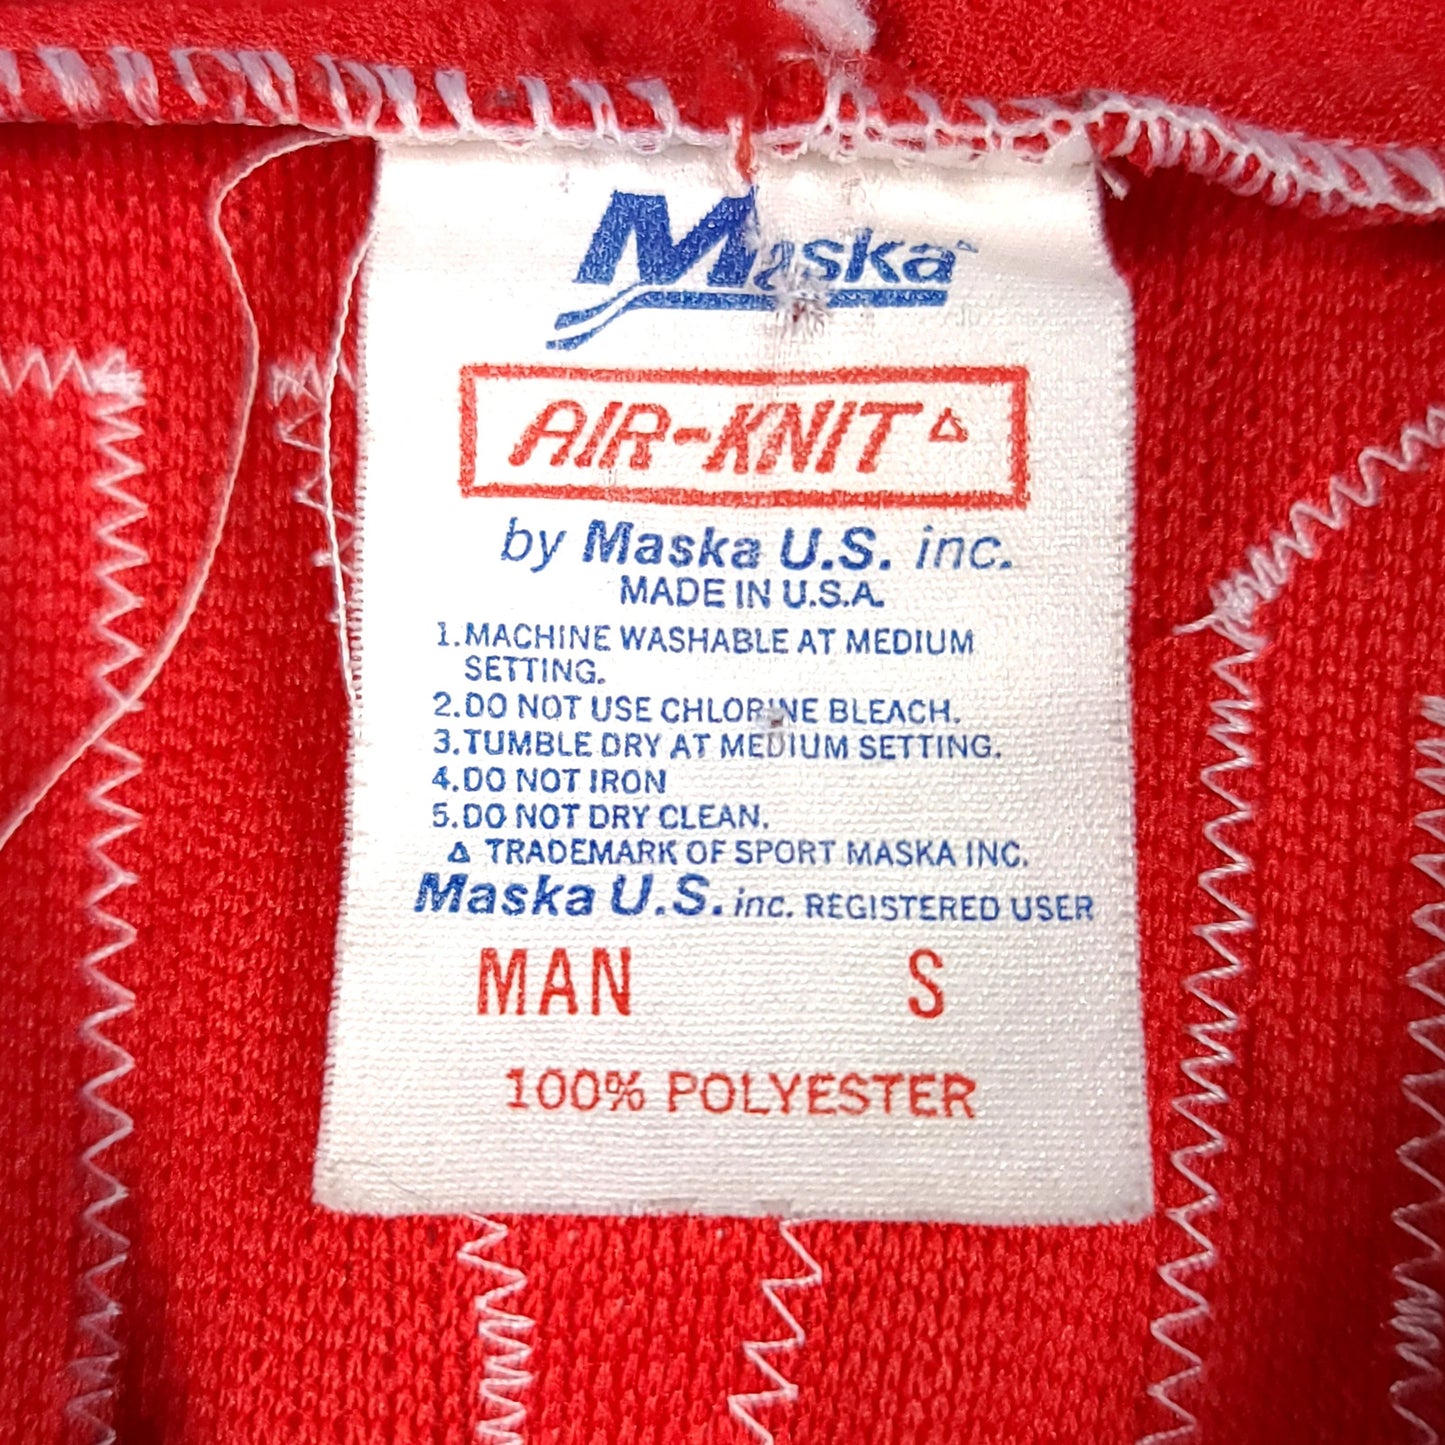 Maska △
AIR-KNIT △
by Maska U.S. inc.
MADE IN U.S.A.
1.MACHINE WASHABLE AT MEDIUM
SETTING.
2.DO NOT USE CHLORINE BLEACH.
3.TUMBLE DRY AT MEDIUM SETTING.
4.DO NOT IRON
5.DO NOT DRY CLEAN.
△ TRADEMARK OF SPORT MASKA INC.
Maska U.S. inc. REGISTERED USER
MAN S
100% POLYESTER